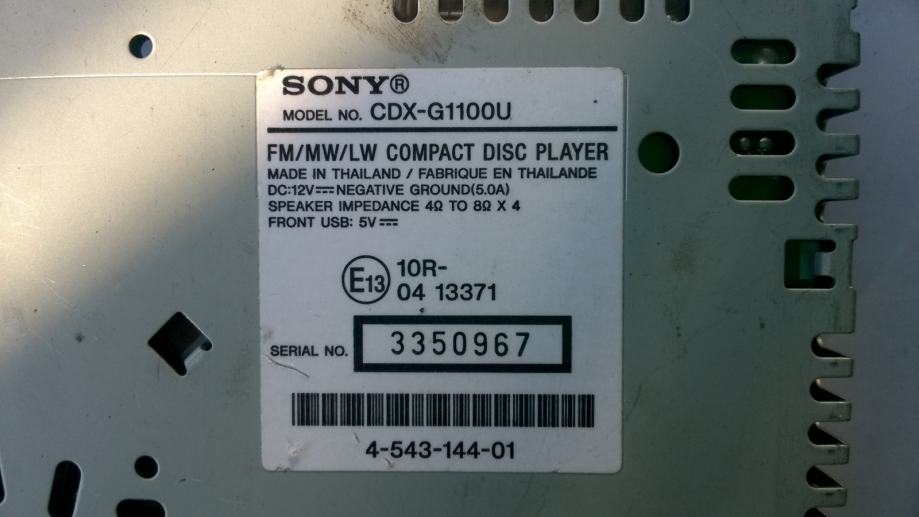 SONY®
MODEL NO. CDX-G1100U
FM/MW/LW COMPACT DISC PLAYER
MADE IN THAILAND / FABRIQUE EN THAILANDE
DC:12V⎓NEGATIVE GROUND(5.0A)
SPEAKER IMPEDANCE 4Ω TO 8Ω X 4
FRONT USB: 5V⎓
E13 10R-
04 13371
SERIAL NO. 3350967
4-543-144-01